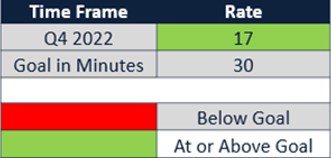 Time Frame Rate
Q4 2022 17
Goal in Minutes 30
Below Goal
At or Above Goal